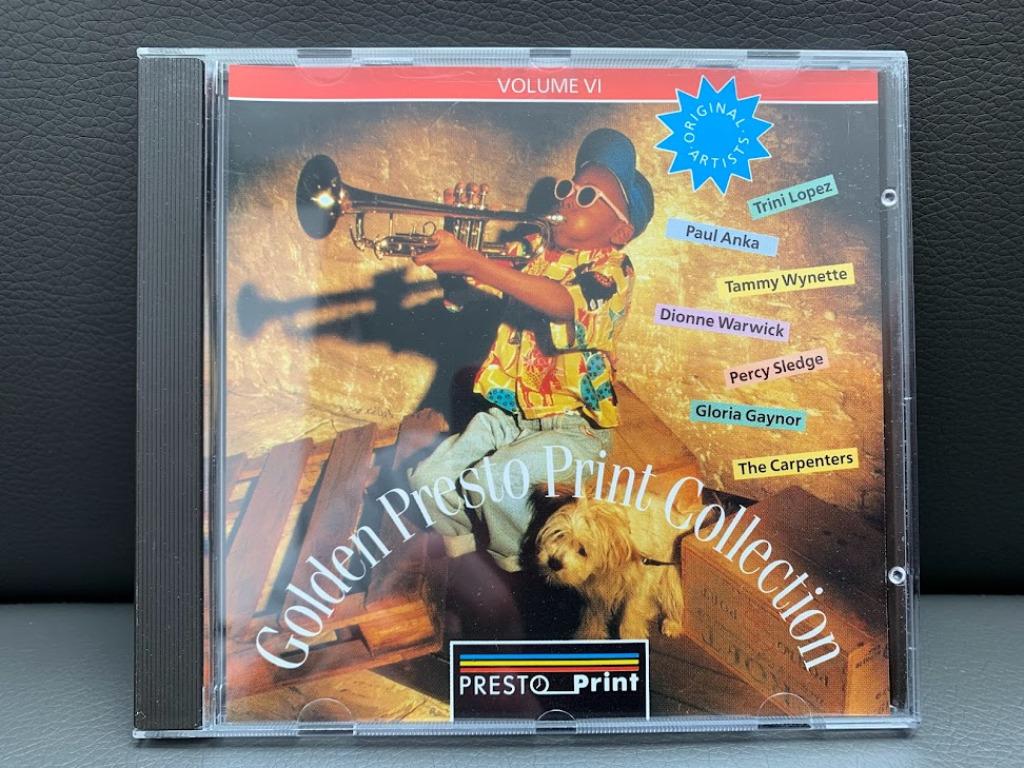 VOLUME VI
ORIGINAL
ARTISTS
Trini Lopez
Paul Anka
Tammy Wynette
Dionne Warwick
Percy Sledge
Gloria Gaynor
The Carpenters
Golden Presto Print Collection
PRESTO Print